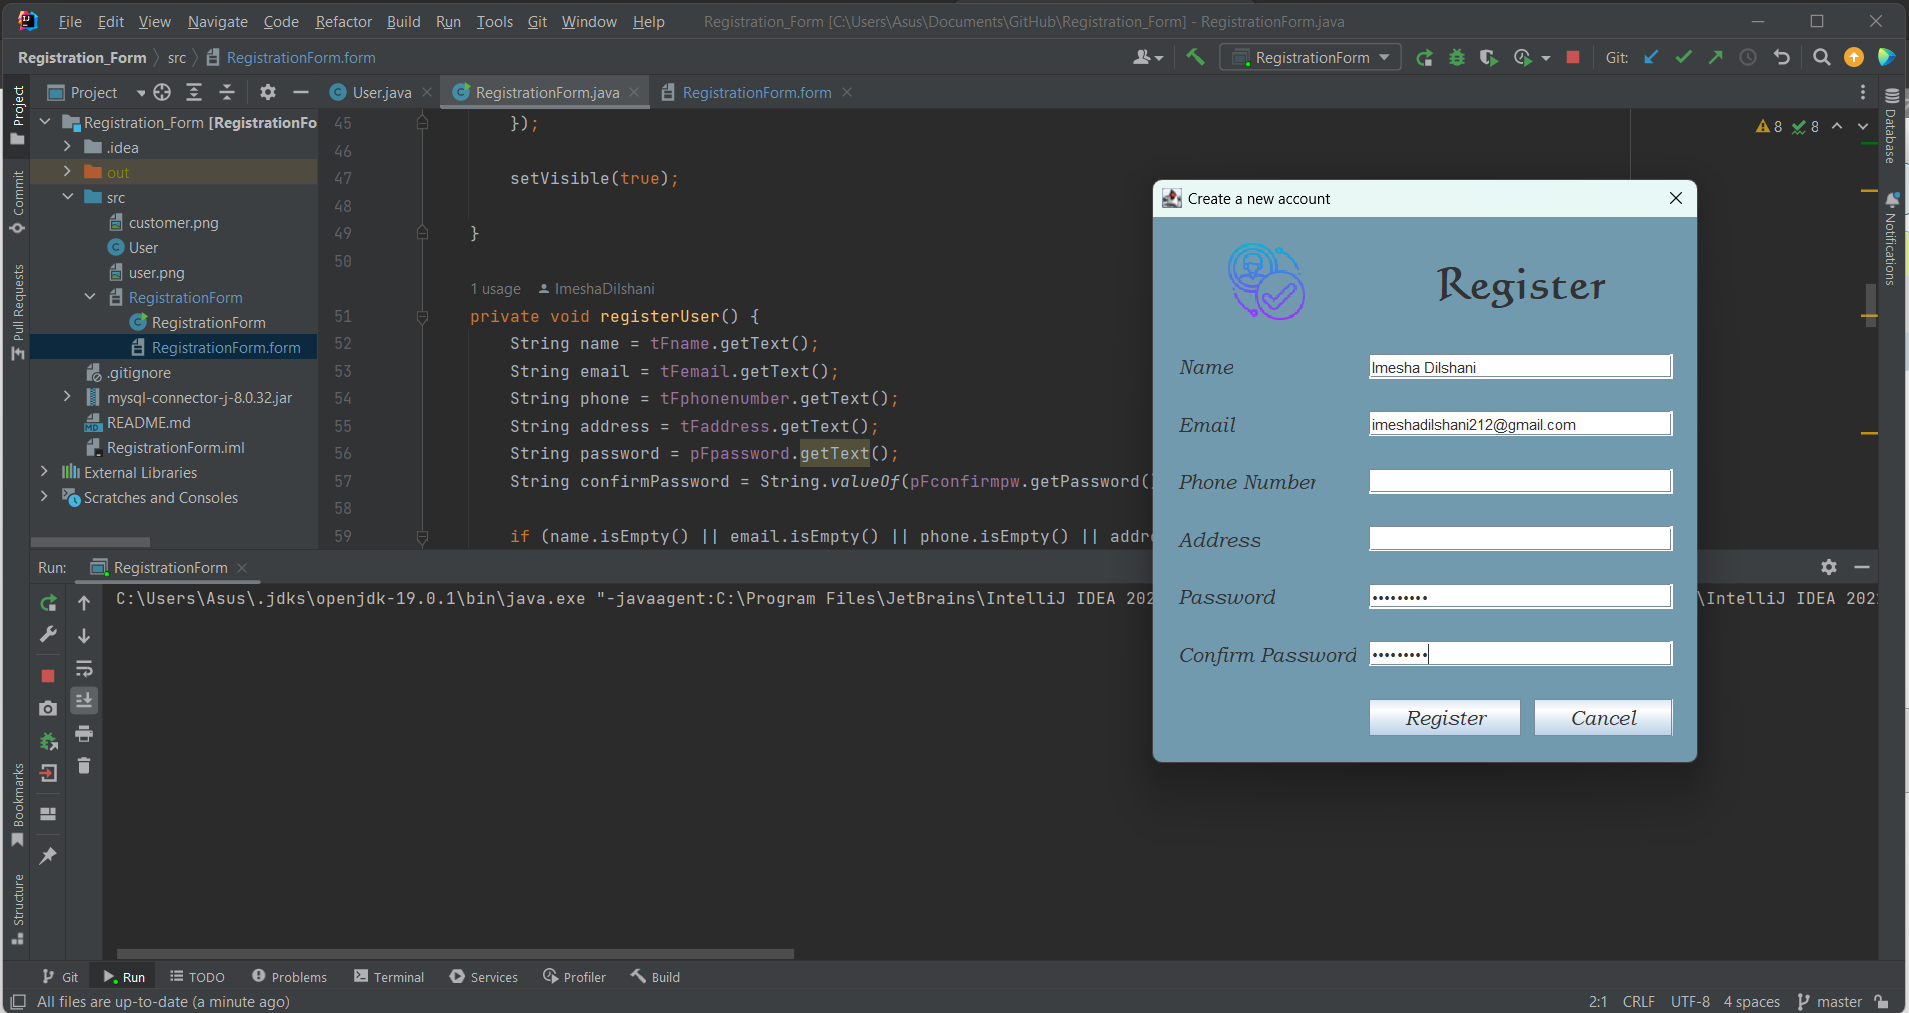 File Edit View Navigate Code Refactor Build Run Tools Git Window Help Registration_Form [C:\Users\Asus\Documents\GitHub\Registration_Form] - RegistrationForm.java
Registration_Form src RegistrationForm.form RegistrationForm Git:
Project User.java RegistrationForm.java RegistrationForm.form
Project
Commit
Pull Requests
Bookmarks
Structure
Registration_Form [RegistrationFo
.idea
out
src
customer.png
User
user.png
RegistrationForm
RegistrationForm
RegistrationForm.form
.gitignore
mysql-connector-j-8.0.32.jar
README.md
RegistrationForm.iml
External Libraries
Scratches and Consoles
8 8
45 });
46
47 setVisible(true);
48
49 }
50
1 usage ImeshaDilshani
51 private void registerUser() {
52 String name = tFname.getText();
53 String email = tFemail.getText();
54 String phone = tFphonenumber.getText();
55 String address = tFaddress.getText();
56 String password = pFpassword.getText();
57 String confirmPassword = String.valueOf(pFconfirmpw.getPassword()
58
59 if (name.isEmpty() || email.isEmpty() || phone.isEmpty() || addr
Database
Notifications
Create a new account
Register
Name Imesha Dilshani
Email imeshadilshani212@gmail.com
Phone Number
Address
Password •••••••••
Confirm Password •••••••••
Register Cancel
Run: RegistrationForm
C:\Users\Asus\.jdks\openjdk-19.0.1\bin\java.exe "-javaagent:C:\Program Files\JetBrains\IntelliJ IDEA 202 \IntelliJ IDEA 202
Git Run TODO Problems Terminal Services Profiler Build
All files are up-to-date (a minute ago) 2:1 CRLF UTF-8 4 spaces master